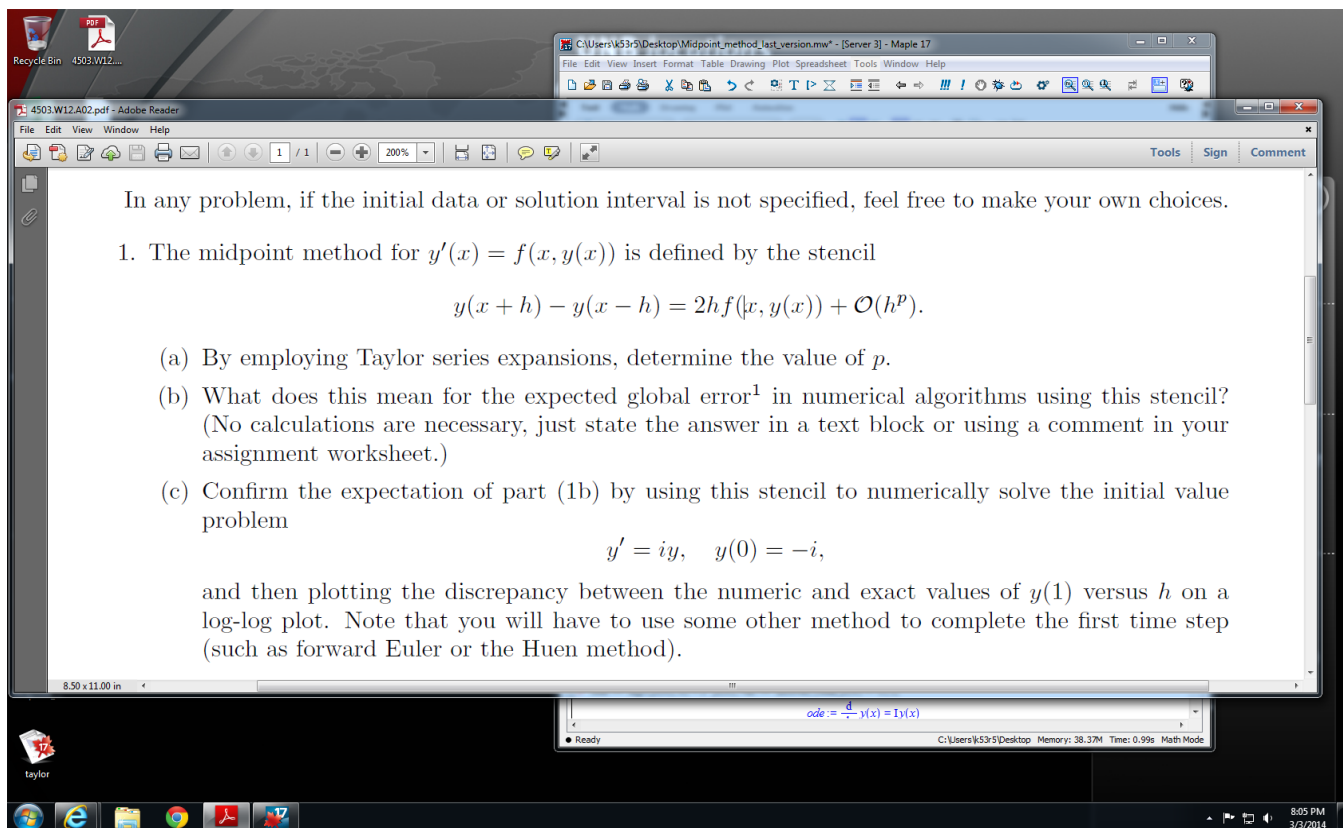 PDF
Recycle Bin 4503.W12....
C:\Users\k53r5\Desktop\Midpoint_method_last_version.mw* - [Server 3] - Maple 17
File Edit View Insert Format Table Drawing Plot Spreadsheet Tools Window Help
4503.W12.A02.pdf - Adobe Reader
File Edit View Window Help
1 / 1 200% Tools Sign Comment
In any problem, if the initial data or solution interval is not specified, feel free to make your own choices.
1. The midpoint method for y′(x) = f(x, y(x)) is defined by the stencil
y(x + h) − y(x − h) = 2hf(x, y(x)) + O(hᵖ).
(a) By employing Taylor series expansions, determine the value of p.
(b) What does this mean for the expected global error¹ in numerical algorithms using this stencil?
(No calculations are necessary, just state the answer in a text block or using a comment in your
assignment worksheet.)
(c) Confirm the expectation of part (1b) by using this stencil to numerically solve the initial value
problem
y′ = iy, y(0) = −i,
and then plotting the discrepancy between the numeric and exact values of y(1) versus h on a
log-log plot. Note that you will have to use some other method to complete the first time step
(such as forward Euler or the Huen method).
8.50 x 11.00 in
ode := d y(x) = I y(x)
Ready C:\Users\k53r5\Desktop Memory: 38.37M Time: 0.99s Math Mode
17
taylor
17
8:05 PM
3/3/2014